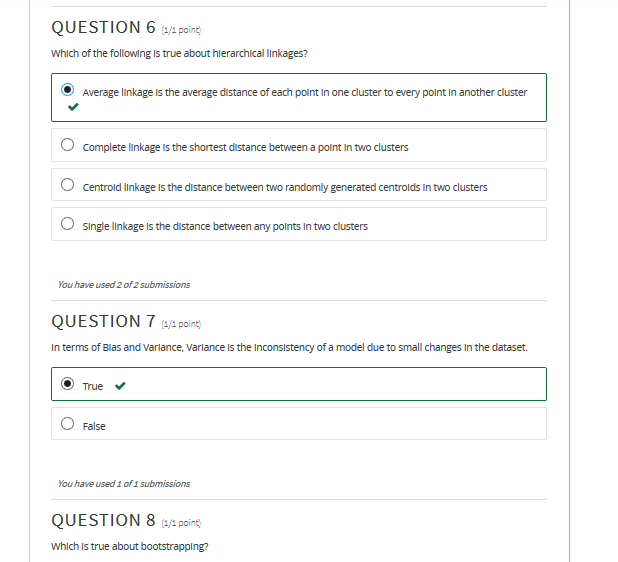 QUESTION 6 (1/1 point)
Which of the following is true about hierarchical linkages?
Average linkage is the average distance of each point in one cluster to every point in another cluster
Complete linkage is the shortest distance between a point in two clusters
Centroid linkage is the distance between two randomly generated centroids in two clusters
Single linkage is the distance between any points in two clusters
You have used 2 of 2 submissions
QUESTION 7 (1/1 point)
In terms of Bias and Variance, Variance is the inconsistency of a model due to small changes in the dataset.
True
False
You have used 1 of 1 submissions
QUESTION 8 (1/1 point)
Which is true about bootstrapping?